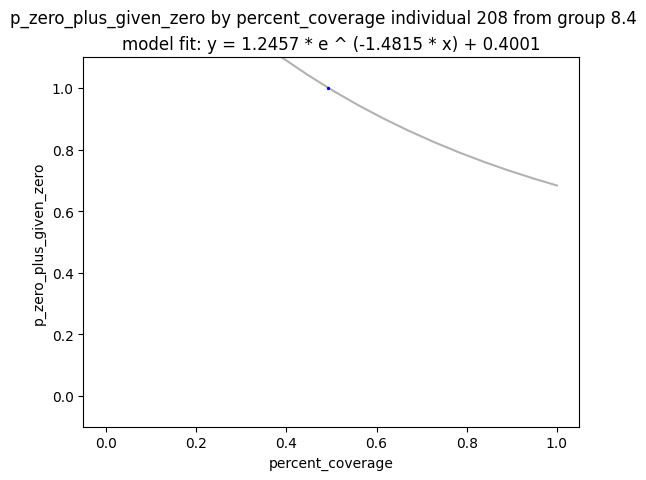 p_zero_plus_given_zero by percent_coverage individual 208 from group 8.4
model fit: y = 1.2457 * e ^ (-1.4815 * x) + 0.4001
1.0
0.8
0.6
0.4
0.2
0.0
p_zero_plus_given_zero
0.0 0.2 0.4 0.6 0.8 1.0
percent_coverage